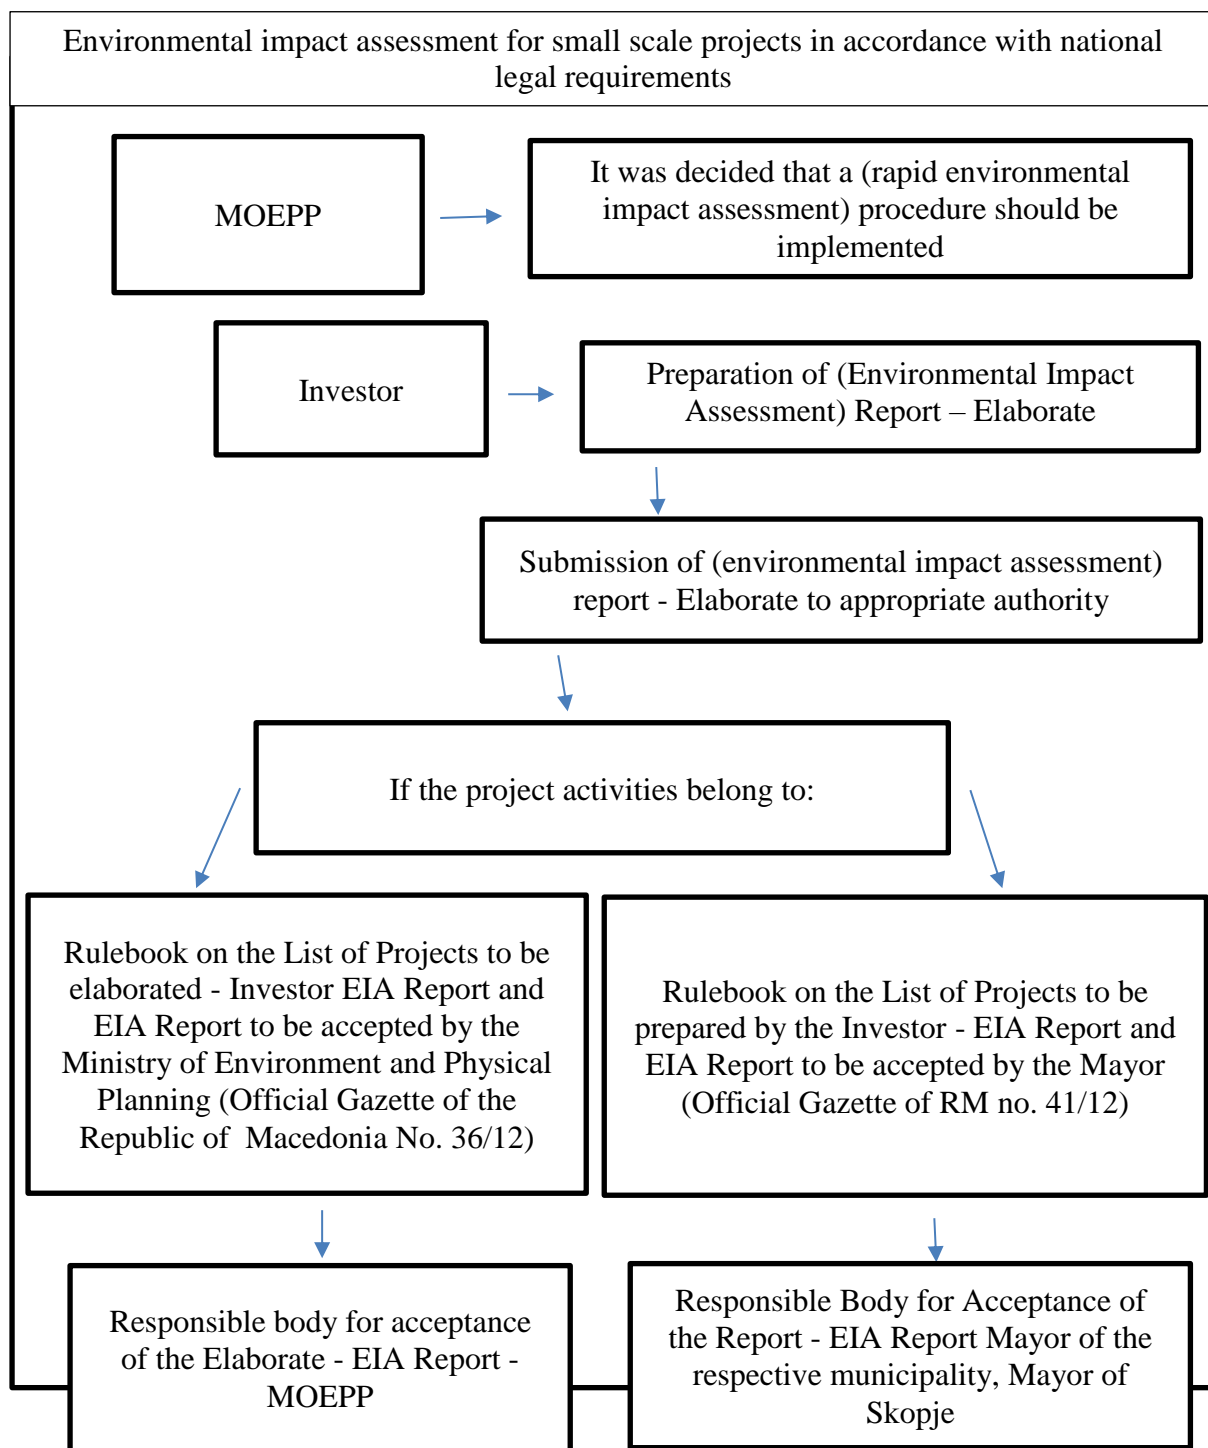 Environmental impact assessment for small scale projects in accordance with national
legal requirements
MOEPP
It was decided that a (rapid environmental
impact assessment) procedure should be
implemented
Investor
Preparation of (Environmental Impact
Assessment) Report – Elaborate
Submission of (environmental impact assessment)
report - Elaborate to appropriate authority
If the project activities belong to:
Rulebook on the List of Projects to be
elaborated - Investor EIA Report and
EIA Report to be accepted by the
Ministry of Environment and Physical
Planning (Official Gazette of the
Republic of Macedonia No. 36/12)
Rulebook on the List of Projects to be
prepared by the Investor - EIA Report and
EIA Report to be accepted by the Mayor
(Official Gazette of RM no. 41/12)
Responsible body for acceptance
of the Elaborate - EIA Report -
MOEPP
Responsible Body for Acceptance of
the Report - EIA Report Mayor of the
respective municipality, Mayor of
Skopje